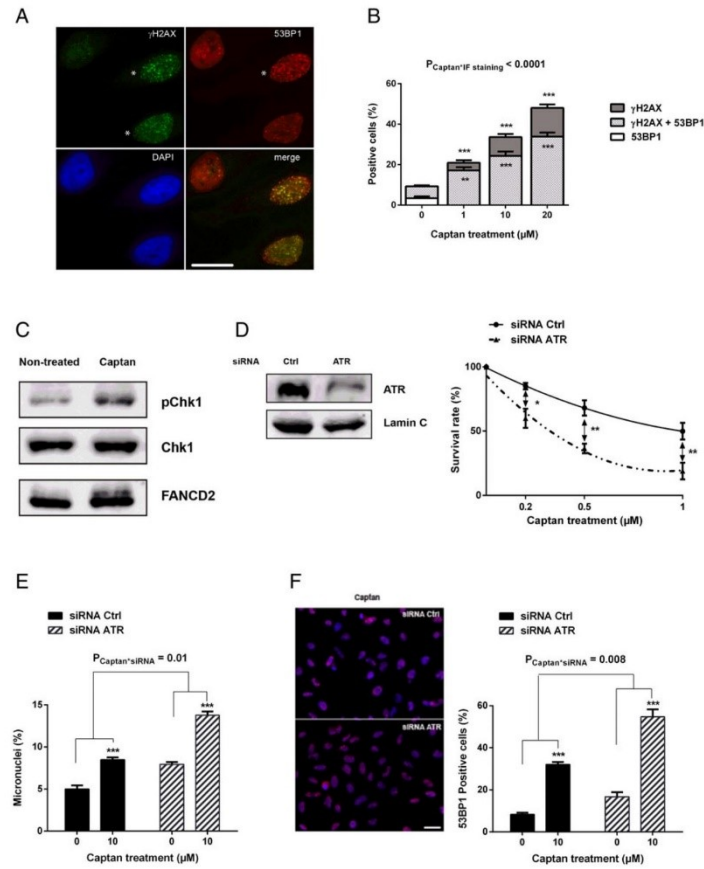 A
γH2AX
53BP1
*
*
*
DAPI
merge
B
P Captan*IF staining < 0.0001
Positive cells (%)
60
40
20
0
***
***
***
**
***
***
0 1 10 20
Captan treatment (µM)
γH2AX
γH2AX + 53BP1
53BP1
C
Non-treated Captan
pChk1
Chk1
FANCD2
D
siRNA Ctrl ATR
ATR
Lamin C
siRNA Ctrl
siRNA ATR
Survival rate (%)
100
50
0
*
**
**
0.2 0.5 1
Captan treatment (µM)
E
siRNA Ctrl
siRNA ATR
P Captan*siRNA = 0.01
Micronuclei (%)
15
10
5
0
***
***
0 10 0 10
Captan treatment (µM)
F
Captan
siRNA Ctrl
siRNA ATR
siRNA Ctrl
siRNA ATR
P Captan*siRNA = 0.008
53BP1 Positive cells (%)
60
40
20
0
***
***
0 10 0 10
Captan treatment (µM)